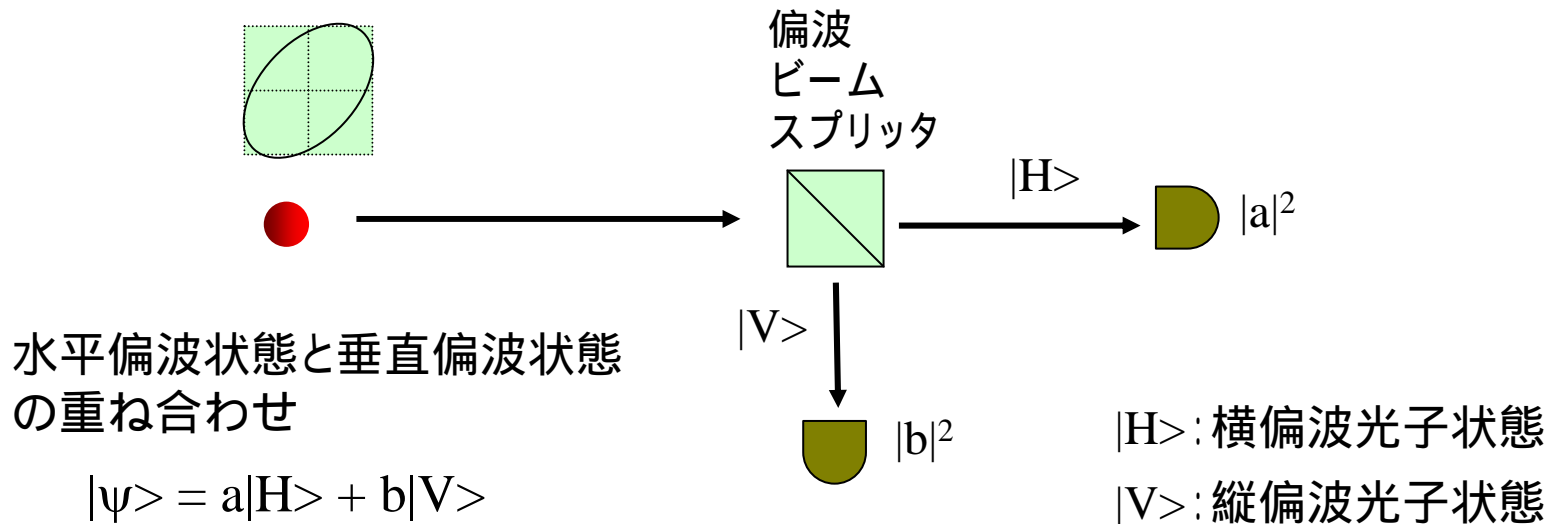 偏波
ビーム
スプリッタ
|H>
|a|²
|V>
水平偏波状態と垂直偏波状態
の重ね合わせ
|b|²
|H>:横偏波光子状態
|ψ> = a|H> + b|V>
|V>:縦偏波光子状態